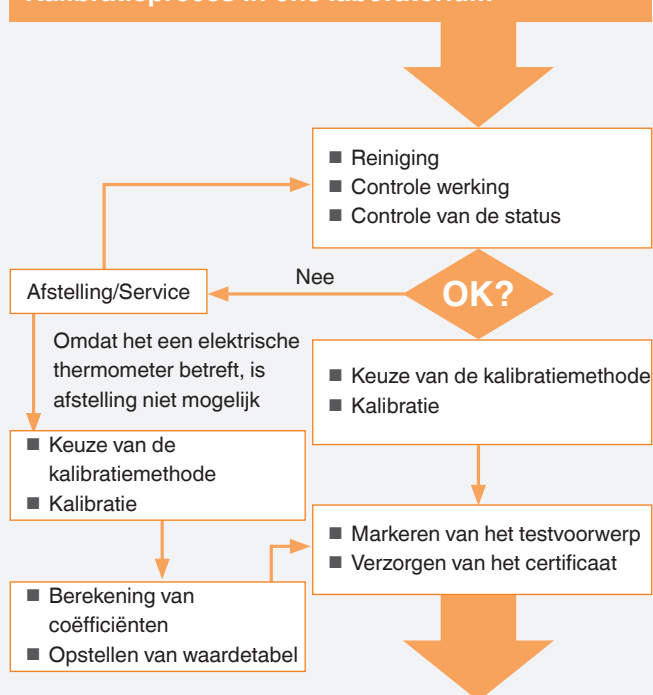 ■ Reiniging
■ Controle werking
■ Controle van de status
Nee
OK?
Afstelling/Service
Omdat het een elektrische
thermometer betreft, is
afstelling niet mogelijk
■ Keuze van de kalibratiemethode
■ Kalibratie
■ Keuze van de
kalibratiemethode
■ Kalibratie
■ Markeren van het testvoorwerp
■ Verzorgen van het certificaat
■ Berekening van
coëfficiënten
■ Opstellen van waardetabel